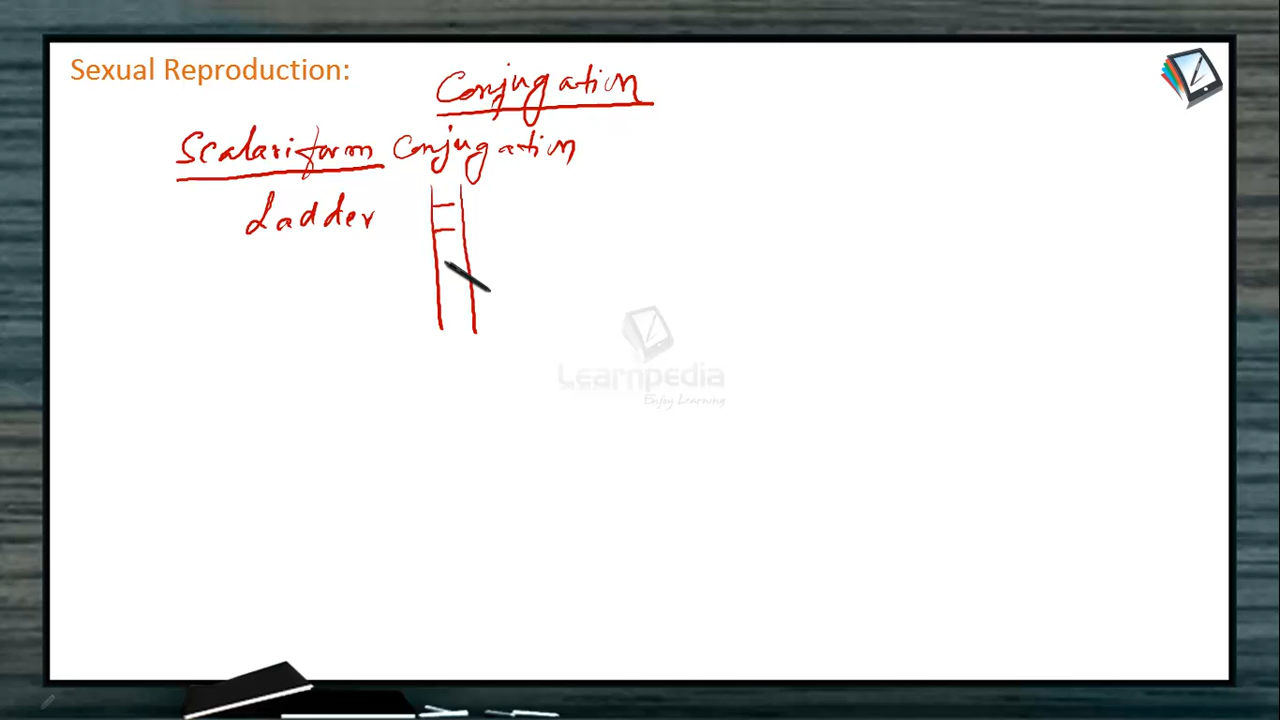 Sexual Reproduction:
Conjugation
Scalariform Conjugation
Ladder
Learnpedia
Enjoy Learning